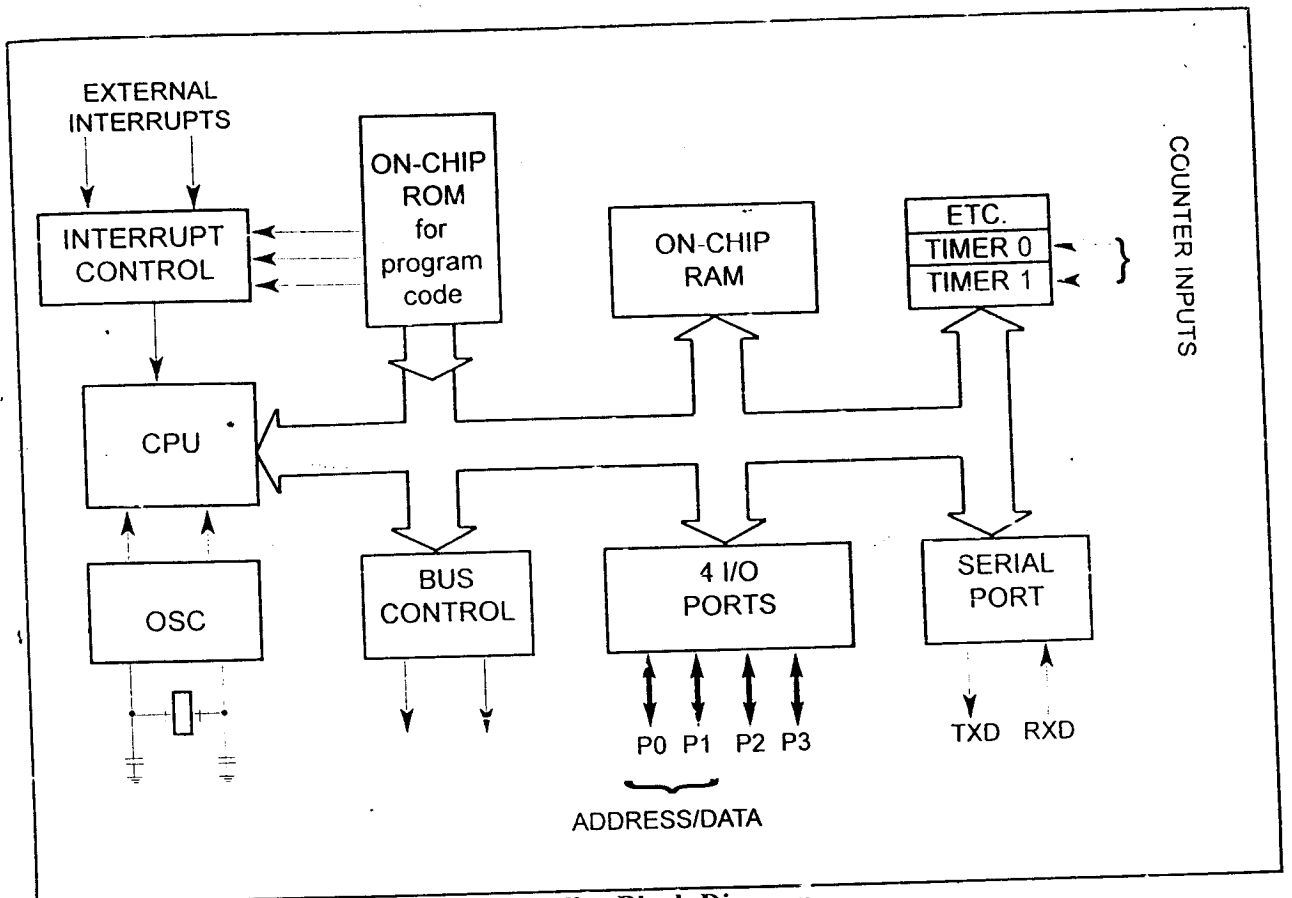 EXTERNAL
INTERRUPTS
INTERRUPT
CONTROL
ON-CHIP
ROM
for
program
code
ON-CHIP
RAM
ETC.
TIMER 0
TIMER 1
}
COUNTER INPUTS
CPU
OSC
BUS
CONTROL
4 I/O
PORTS
SERIAL
PORT
P0 P1 P2 P3
TXD RXD
ADDRESS/DATA
Block